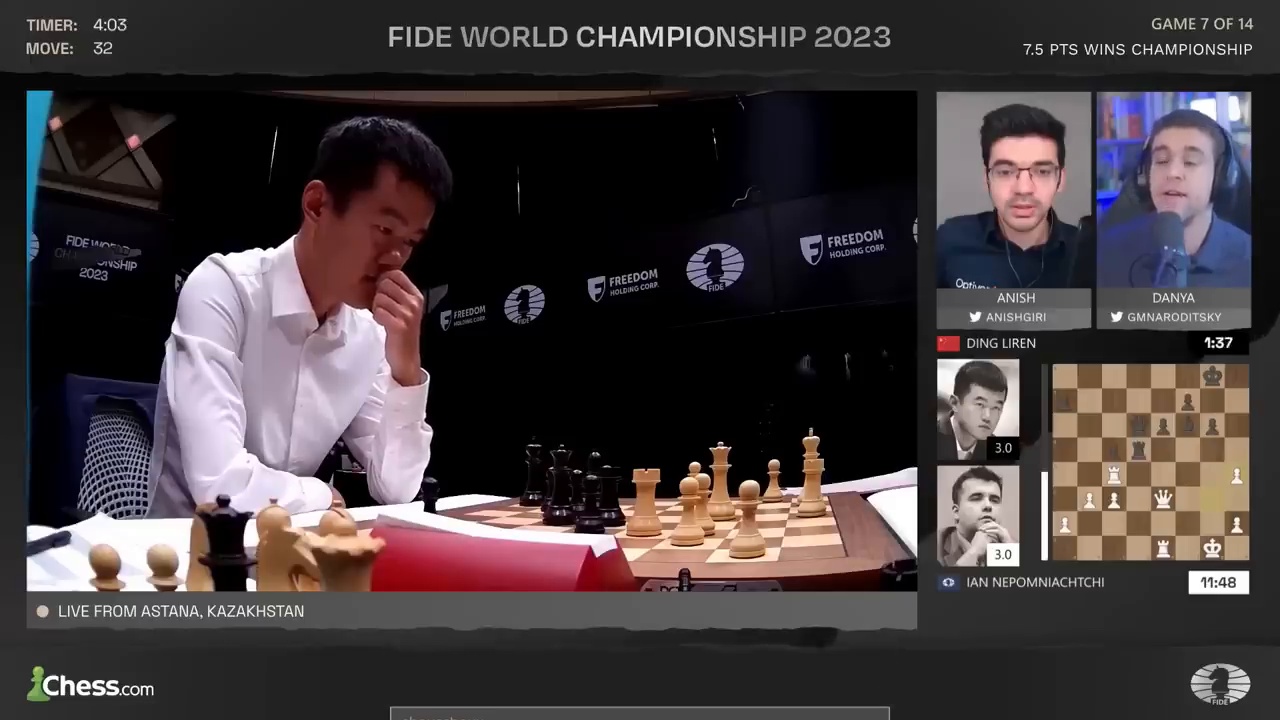 TIMER: 4:03
MOVE: 32
FIDE WORLD CHAMPIONSHIP 2023
GAME 7 OF 14
7.5 PTS WINS CHAMPIONSHIP
FIDE WORLD
CHAMPIONSHIP
2023
FREEDOM
HOLDING CORP.
FIDE
FREEDOM
HOLDING CORP.
FIDE
FREEDOM
HOLDING CORP.
ANISH
ANISHGIRI
DANYA
GMNARODITSKY
DING LIREN
1:37
3.0
3.0
IAN NEPOMNIACHTCHI
11:48
LIVE FROM ASTANA, KAZAKHSTAN
Chess.com
FIDE